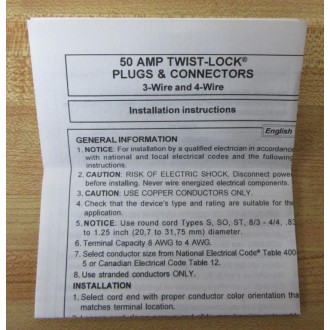 50 AMP TWIST-LOCK®
PLUGS & CONNECTORS
3-Wire and 4-Wire
Installation instructions
English
GENERAL INFORMATION
1. NOTICE: For installation by a qualified electrician in accordance
with national and local electrical codes and the following
instructions.
2. CAUTION: RISK OF ELECTRIC SHOCK. Disconnect power
before installing. Never wire energized electrical components.
3. CAUTION: USE COPPER CONDUCTORS ONLY.
4. Check that the device's type and rating are suitable for the
application.
5. NOTICE: Use round cord Types S, SO, ST, 8/3 - 4/4,
to 1.25 inch (20,7 to 31,75 mm) diameter.
6. Terminal Capacity 8 AWG to 4 AWG.
7. Select conductor size from National Electrical Code® Table 400-
5 or Canadian Electrical Code Table 12.
8. Use stranded conductors ONLY.
INSTALLATION
1. Select cord end with proper conductor color orientation
matches terminal location.